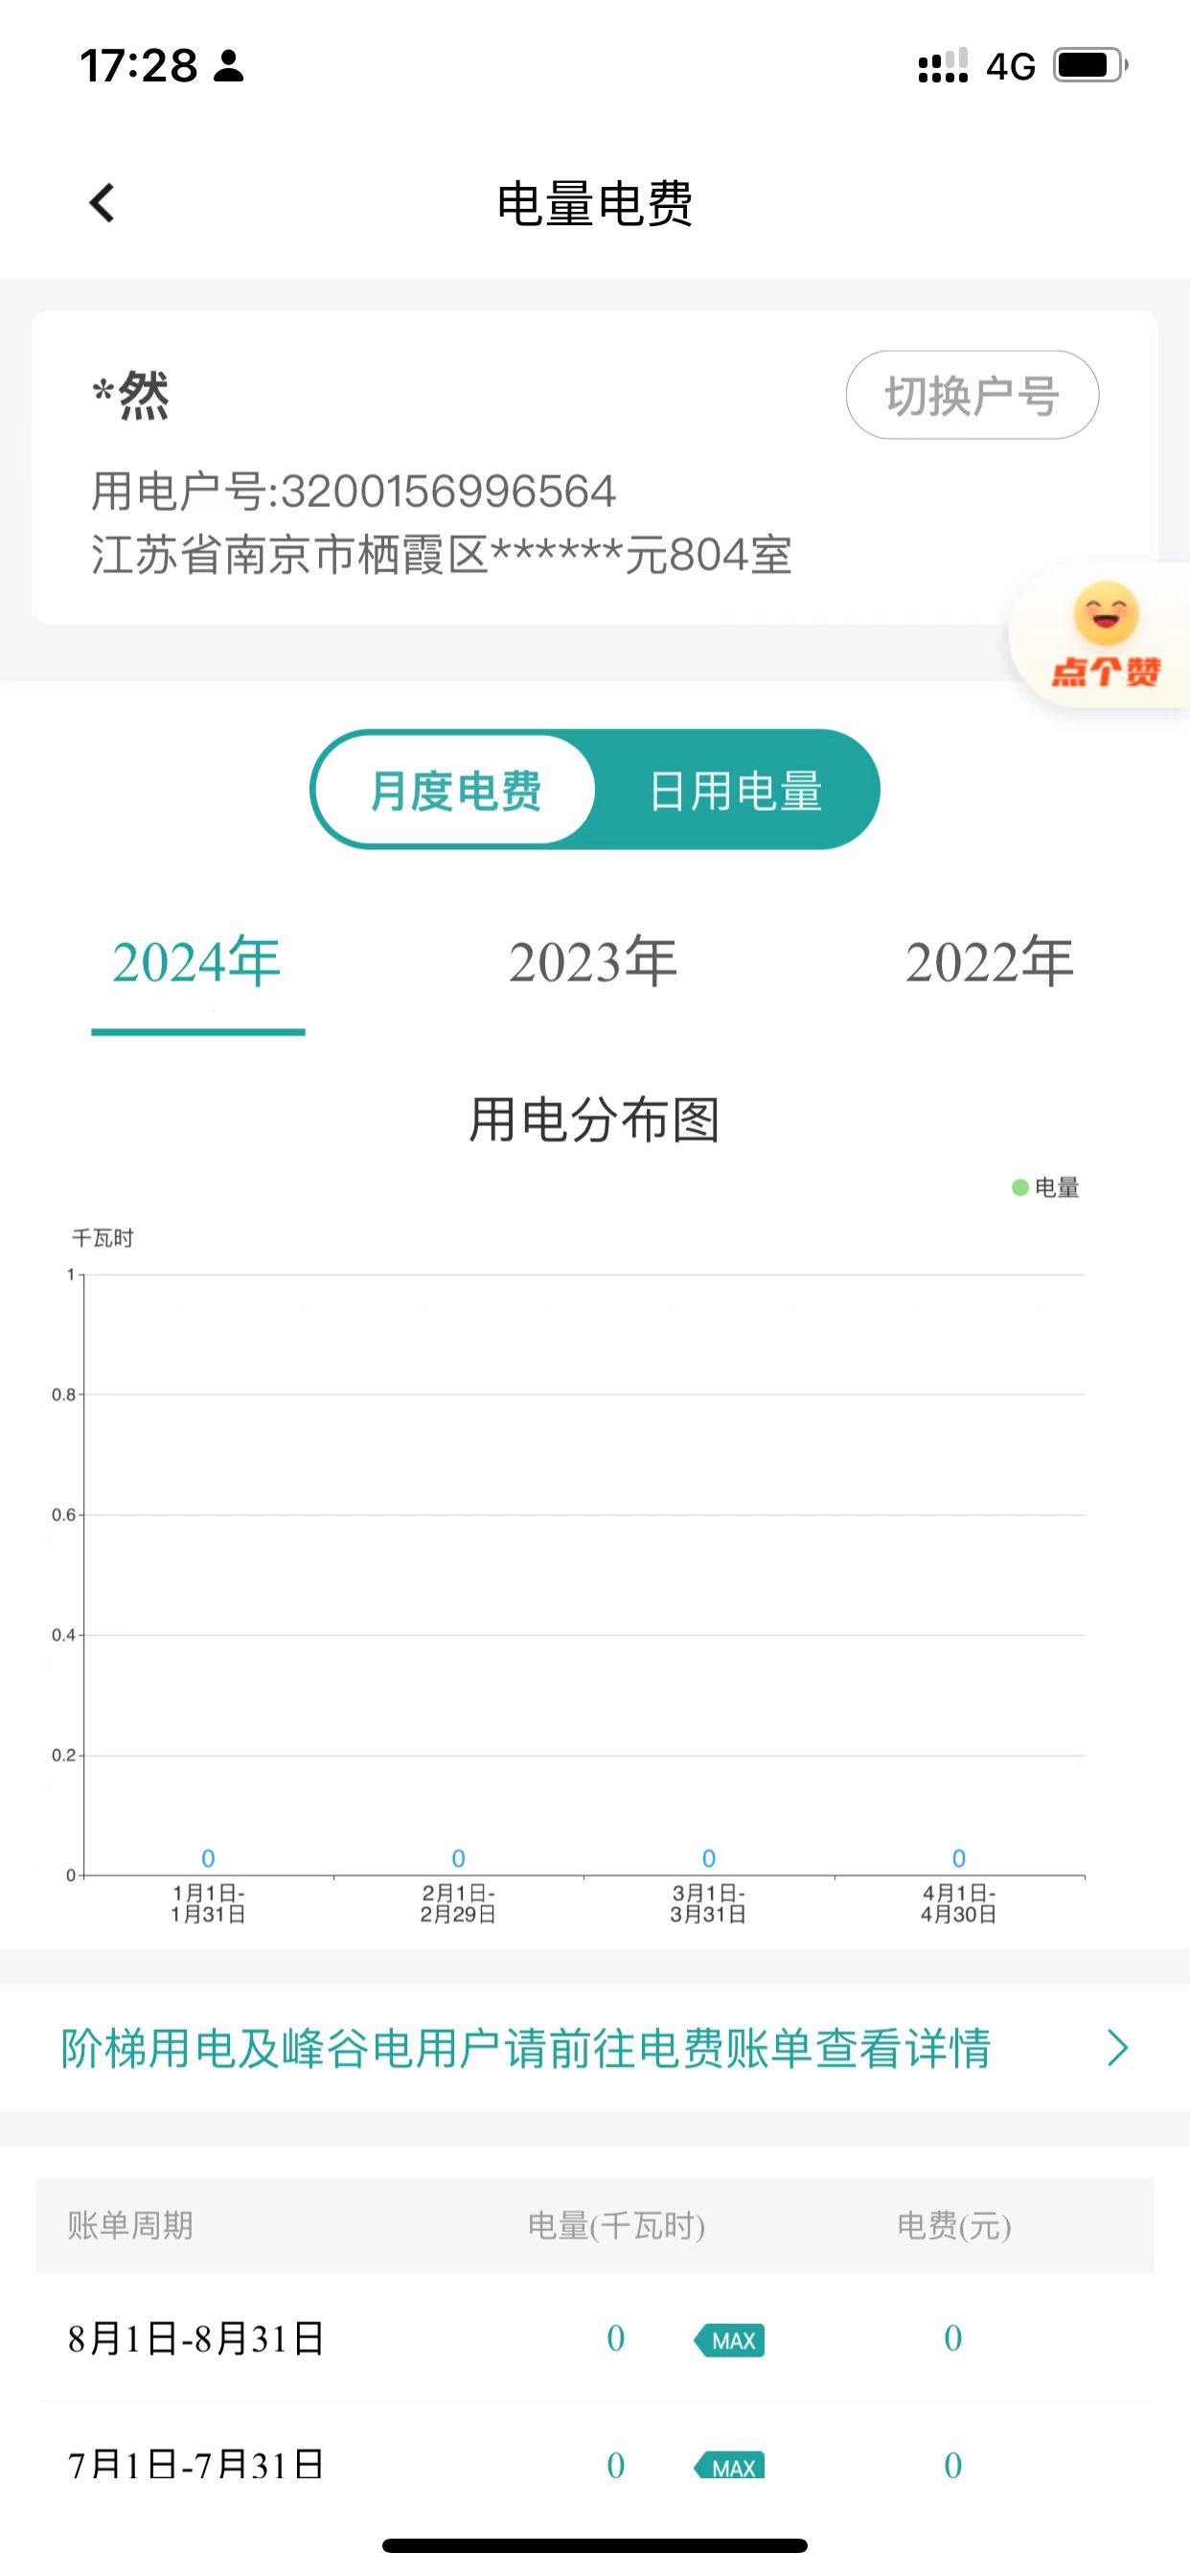 17:28
4G
电量电费
*然
切换户号
用电户号:3200156996564
江苏省南京市栖霞区******元804室
点个赞
月度电费
日用电量
2024年
2023年
2022年
用电分布图
电量
千瓦时
1
0.8
0.6
0.4
0.2
0
0
0
0
0
1月1日-
1月31日
2月1日-
2月29日
3月1日-
3月31日
4月1日-
4月30日
阶梯用电及峰谷电用户请前往电费账单查看详情
账单周期
电量(千瓦时)
电费(元)
8月1日-8月31日
0
MAX
0
7月1日-7月31日
0
MAX
0